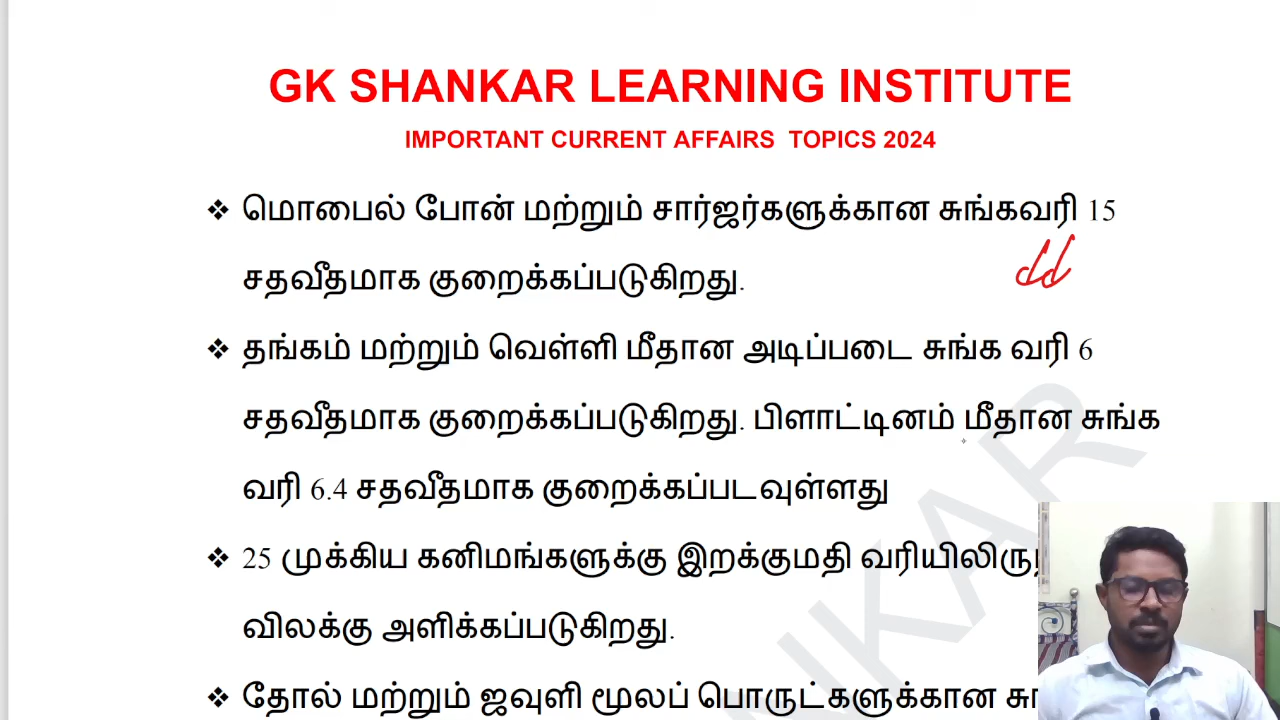 GK SHANKAR LEARNING INSTITUTE
IMPORTANT CURRENT AFFAIRS TOPICS 2024
❖ மொபைல் போன் மற்றும் சார்ஜர்களுக்கான சுங்கவரி 15
சதவீதமாக குறைக்கப்படுகிறது.
❖ தங்கம் மற்றும் வெள்ளி மீதான அடிப்படை சுங்க வரி 6
சதவீதமாக குறைக்கப்படுகிறது. பிளாட்டினம் மீதான சுங்க
வரி 6.4 சதவீதமாக குறைக்கப்படவுள்ளது
❖ 25 முக்கிய கனிமங்களுக்கு இறக்குமதி
விலக்கு அளிக்கப்படுகிறது.
❖ தோல் மற்றும் ஜவுளி மூலப் பொருட்களுக்கான